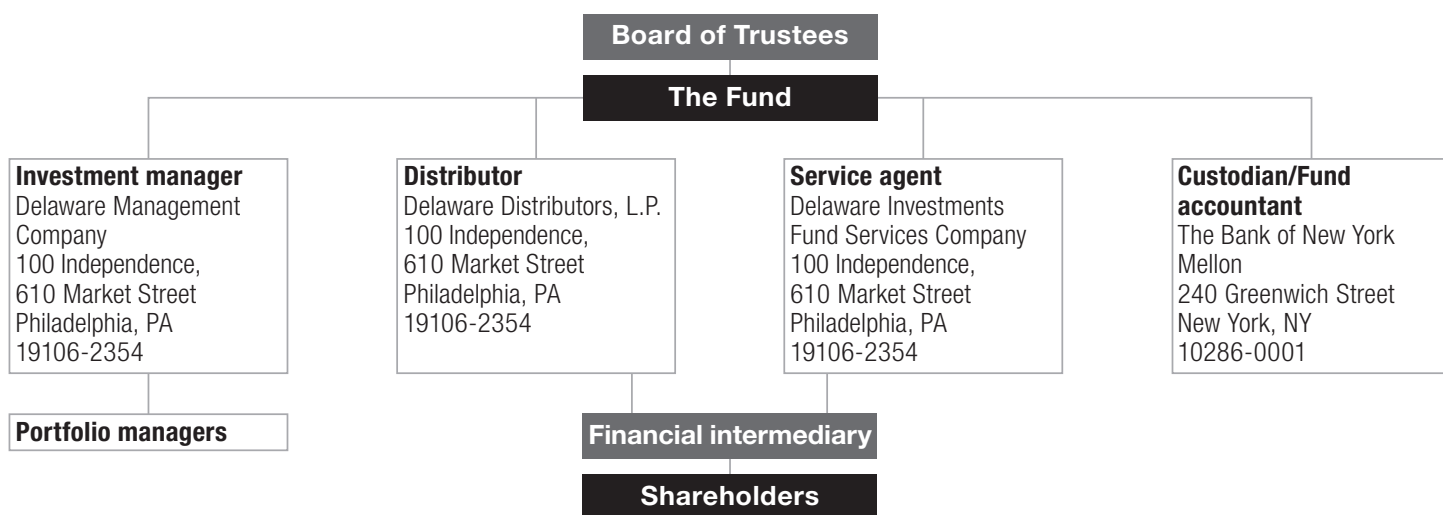 Board of Trustees
The Fund
Investment manager
Delaware Management
Company
100 Independence,
610 Market Street
Philadelphia, PA
19106-2354
Distributor
Delaware Distributors, L.P.
100 Independence,
610 Market Street
Philadelphia, PA
19106-2354
Service agent
Delaware Investments
Fund Services Company
100 Independence,
610 Market Street
Philadelphia, PA
19106-2354
Custodian/Fund
accountant
The Bank of New York
Mellon
240 Greenwich Street
New York, NY
10286-0001
Portfolio managers
Financial intermediary
Shareholders